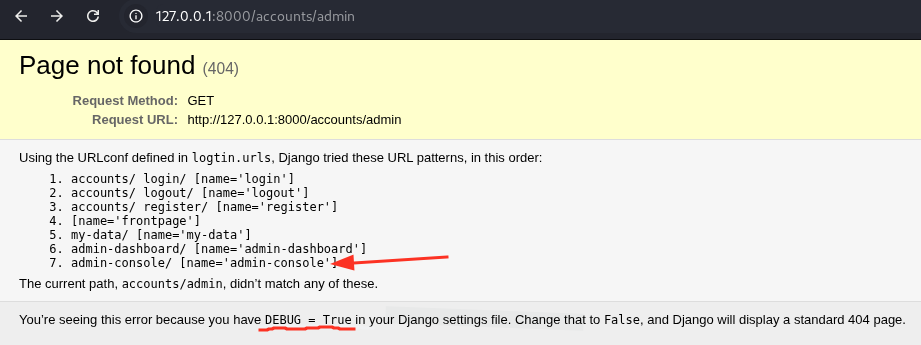 127.0.0.1:8000/accounts/admin
Page not found (404)
Request Method: GET
Request URL: http://127.0.0.1:8000/accounts/admin
Using the URLconf defined in logtin.urls, Django tried these URL patterns, in this order:
1. accounts/ login/ [name='login']
2. accounts/ logout/ [name='logout']
3. accounts/ register/ [name='register']
4. [name='frontpage']
5. my-data/ [name='my-data']
6. admin-dashboard/ [name='admin-dashboard']
7. admin-console/ [name='admin-console']
The current path, accounts/admin, didn’t match any of these.
You’re seeing this error because you have DEBUG = True in your Django settings file. Change that to False, and Django will display a standard 404 page.